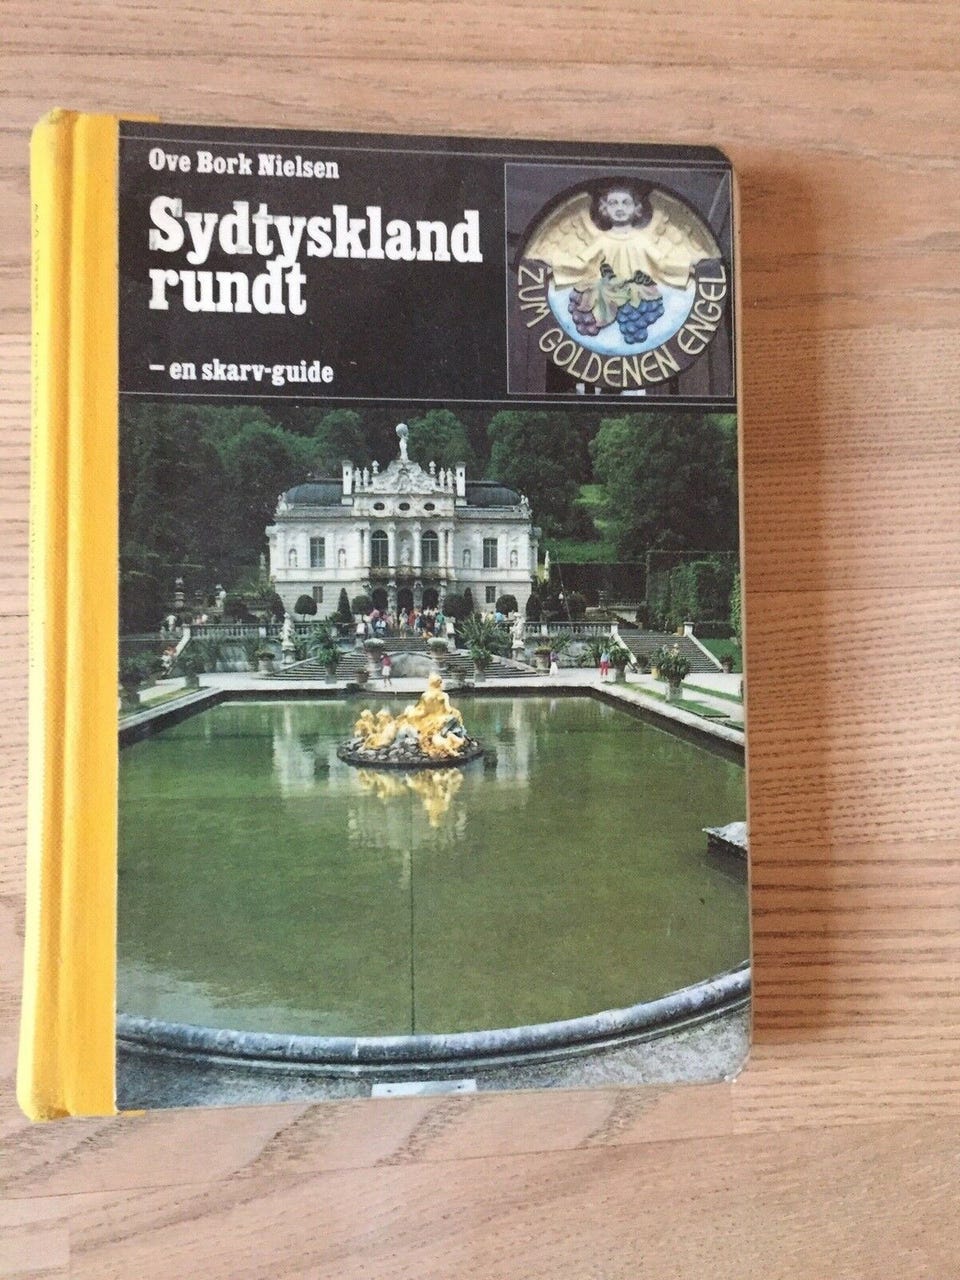 Ove Bork Nielsen
Sydtyskland
rundt
– en skarv-guide
ZUM GOLDENEN ENGEL